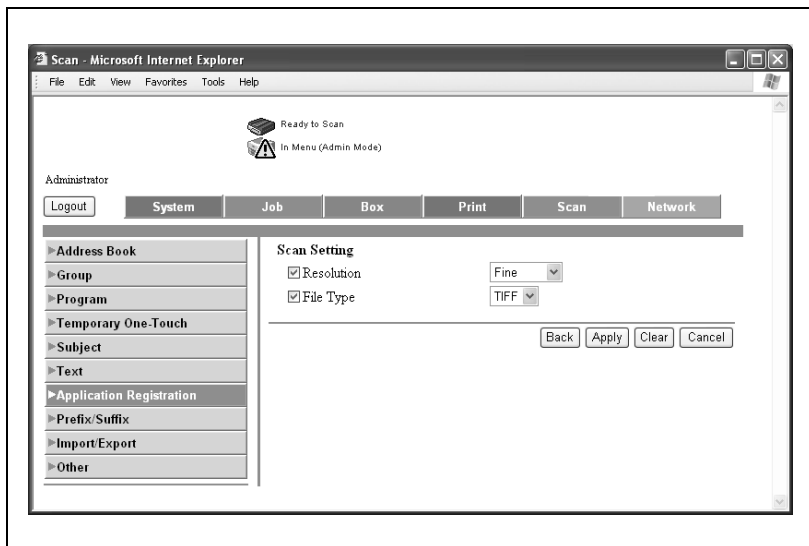 Scan - Microsoft Internet Explorer
File Edit View Favorites Tools Help
Ready to Scan
In Menu (Admin Mode)
Administrator
Logout System Job Box Print Scan Network
Address Book
Group
Program
Temporary One-Touch
Subject
Text
Application Registration
Prefix/Suffix
Import/Export
Other
Scan Setting
Resolution Fine
File Type TIFF
Back Apply Clear Cancel